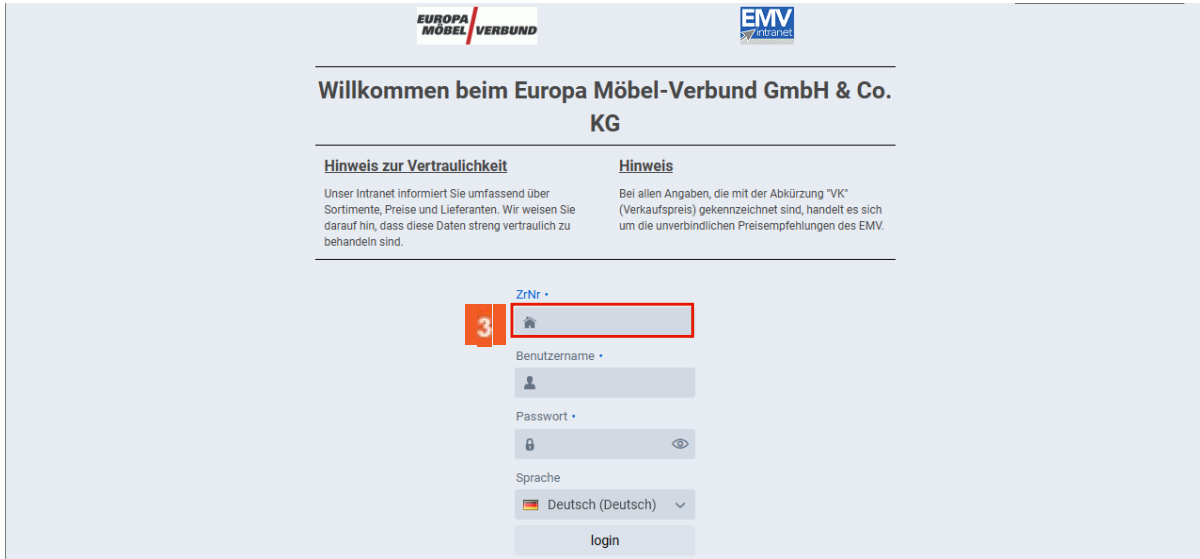 EUROPA
MÖBEL VERBUND
EMV
intranet
Willkommen beim Europa Möbel-Verbund GmbH & Co.
KG
Hinweis zur Vertraulichkeit
Unser Intranet informiert Sie umfassend über
Sortimente, Preise und Lieferanten. Wir weisen Sie
darauf hin, dass diese Daten streng vertraulich zu
behandeln sind.
Hinweis
Bei allen Angaben, die mit der Abkürzung "VK"
(Verkaufspreis) gekennzeichnet sind, handelt es sich
um die unverbindlichen Preisempfehlungen des EMV.
ZrNr •
3
Benutzername •
Passwort •
Sprache
Deutsch (Deutsch)
login